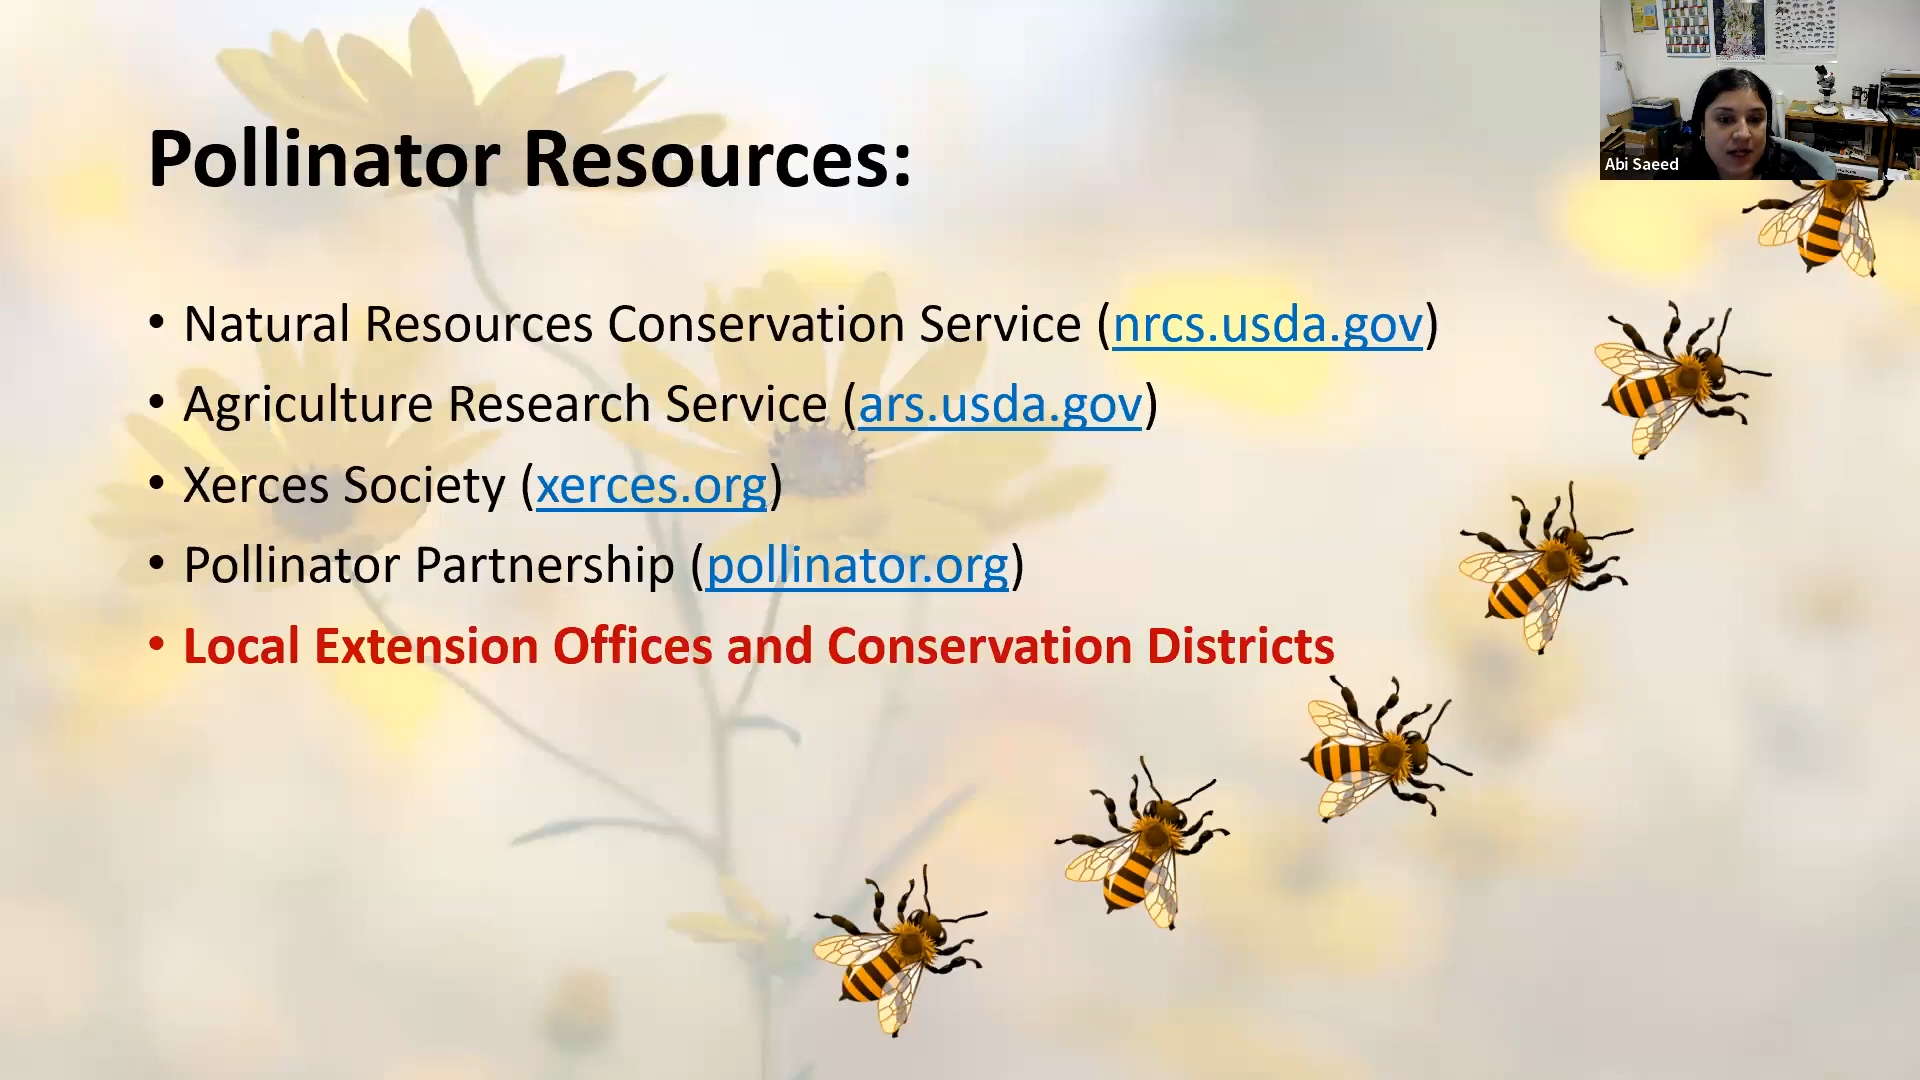 Pollinator Resources:
• Natural Resources Conservation Service (nrcs.usda.gov)
• Agriculture Research Service (ars.usda.gov)
• Xerces Society (xerces.org)
• Pollinator Partnership (pollinator.org)
• Local Extension Offices and Conservation Districts
Abi Saeed